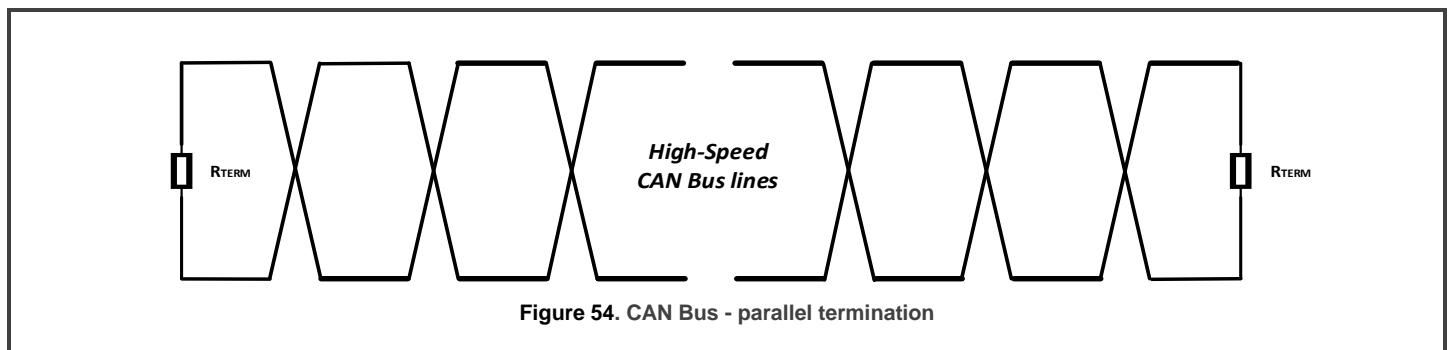 High-Speed
CAN Bus lines
RTERM
RTERM
Figure 54. CAN Bus - parallel termination